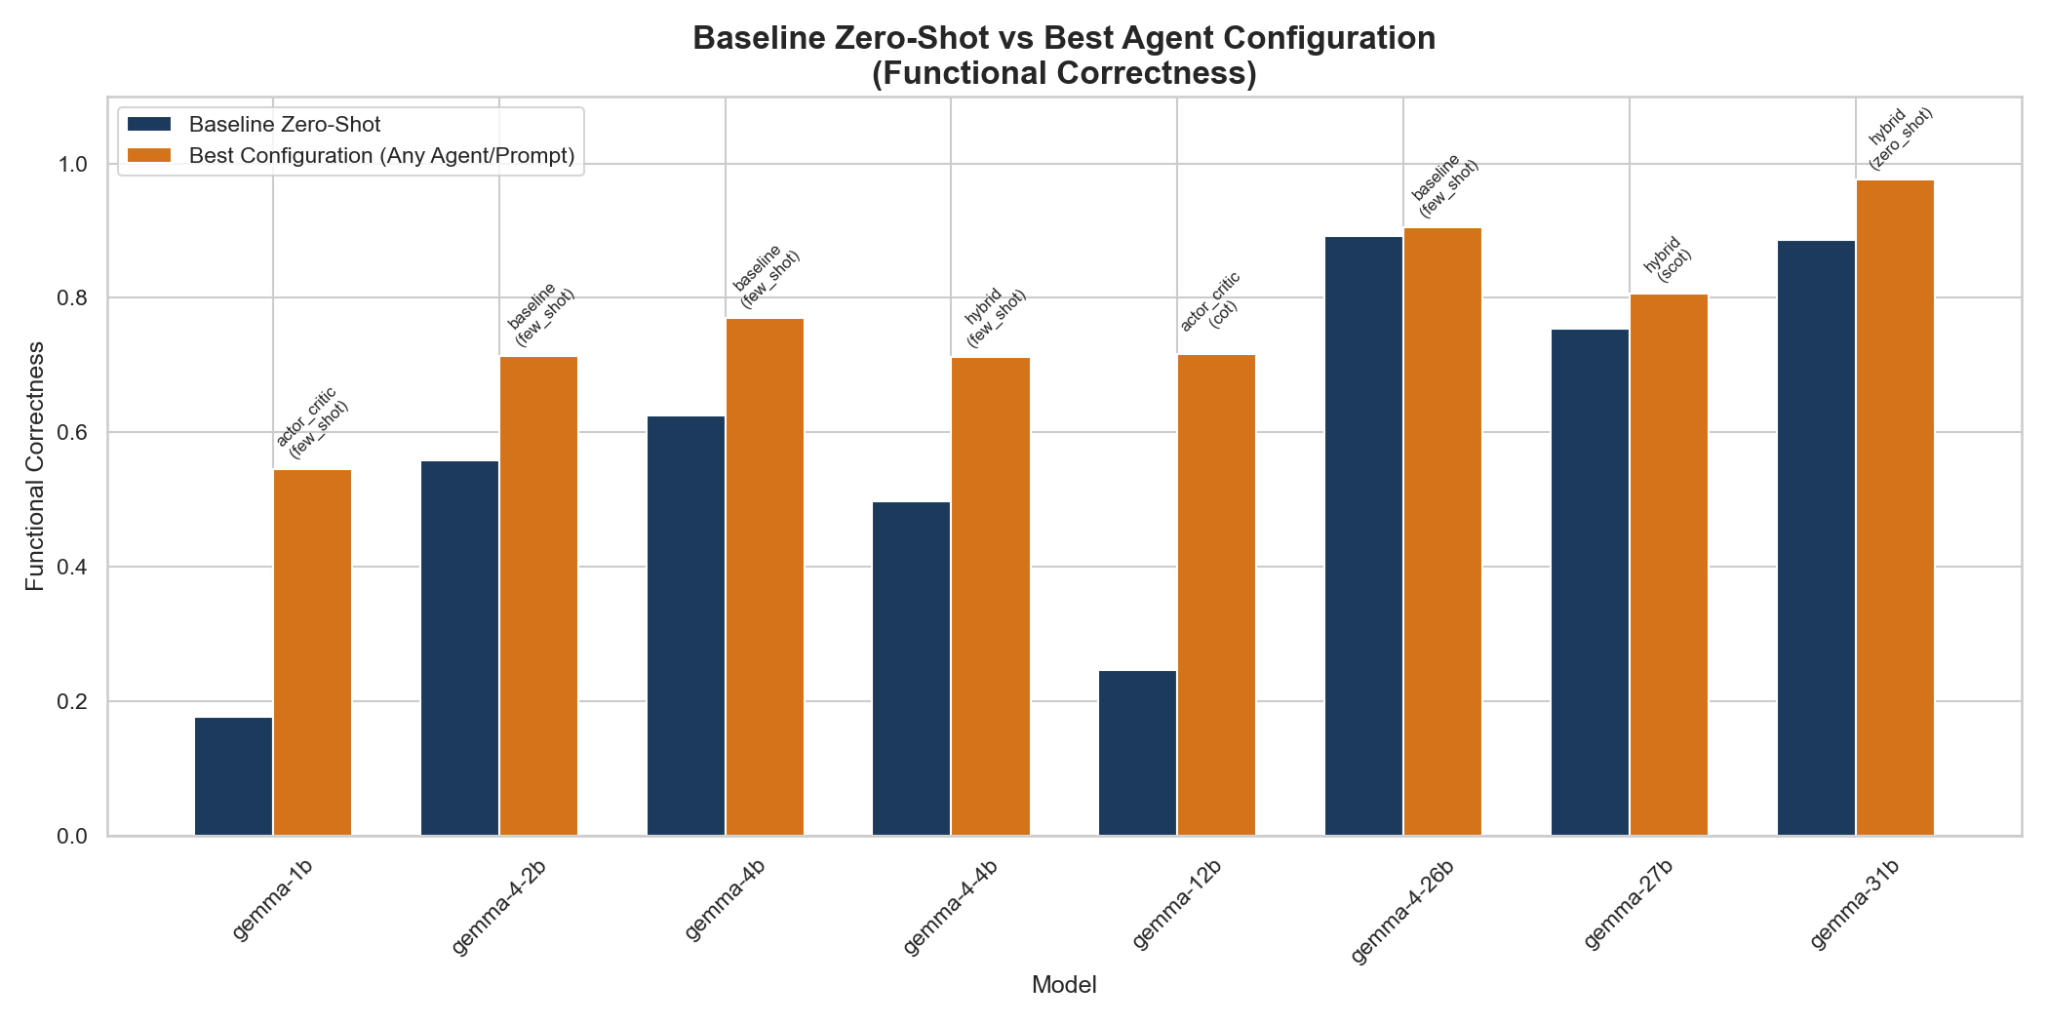 Baseline Zero-Shot vs Best Agent Configuration
(Functional Correctness)
Baseline Zero-Shot
Best Configuration (Any Agent/Prompt)
Functional Correctness
1.0
0.8
0.6
0.4
0.2
0.0
actor_critic
(few_shot)
baseline
(few_shot)
baseline
(few_shot)
hybrid
(few_shot)
actor_critic
(cot)
baseline
(few_shot)
hybrid
(scot)
hybrid
(zero_shot)
gemma-1b
gemma-4-2b
gemma-4b
gemma-4-4b
gemma-12b
gemma-4-26b
gemma-27b
gemma-31b
Model